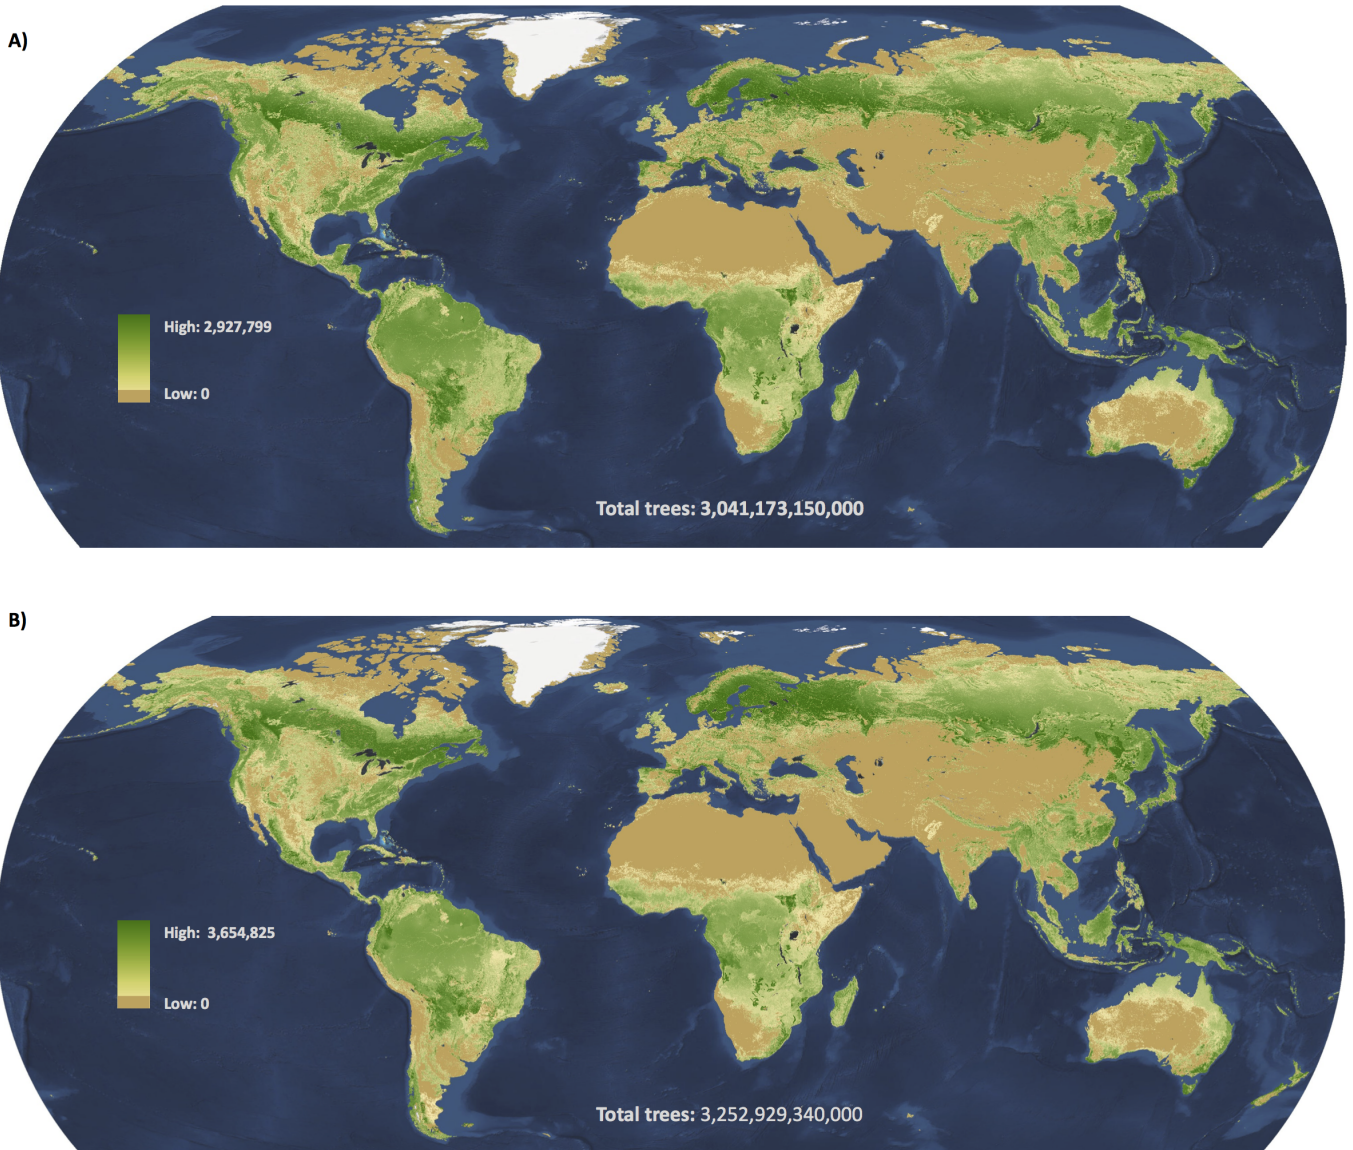 A)
High: 2,927,799
Low: 0
Total trees: 3,041,173,150,000
B)
High: 3,654,825
Low: 0
Total trees: 3,252,929,340,000